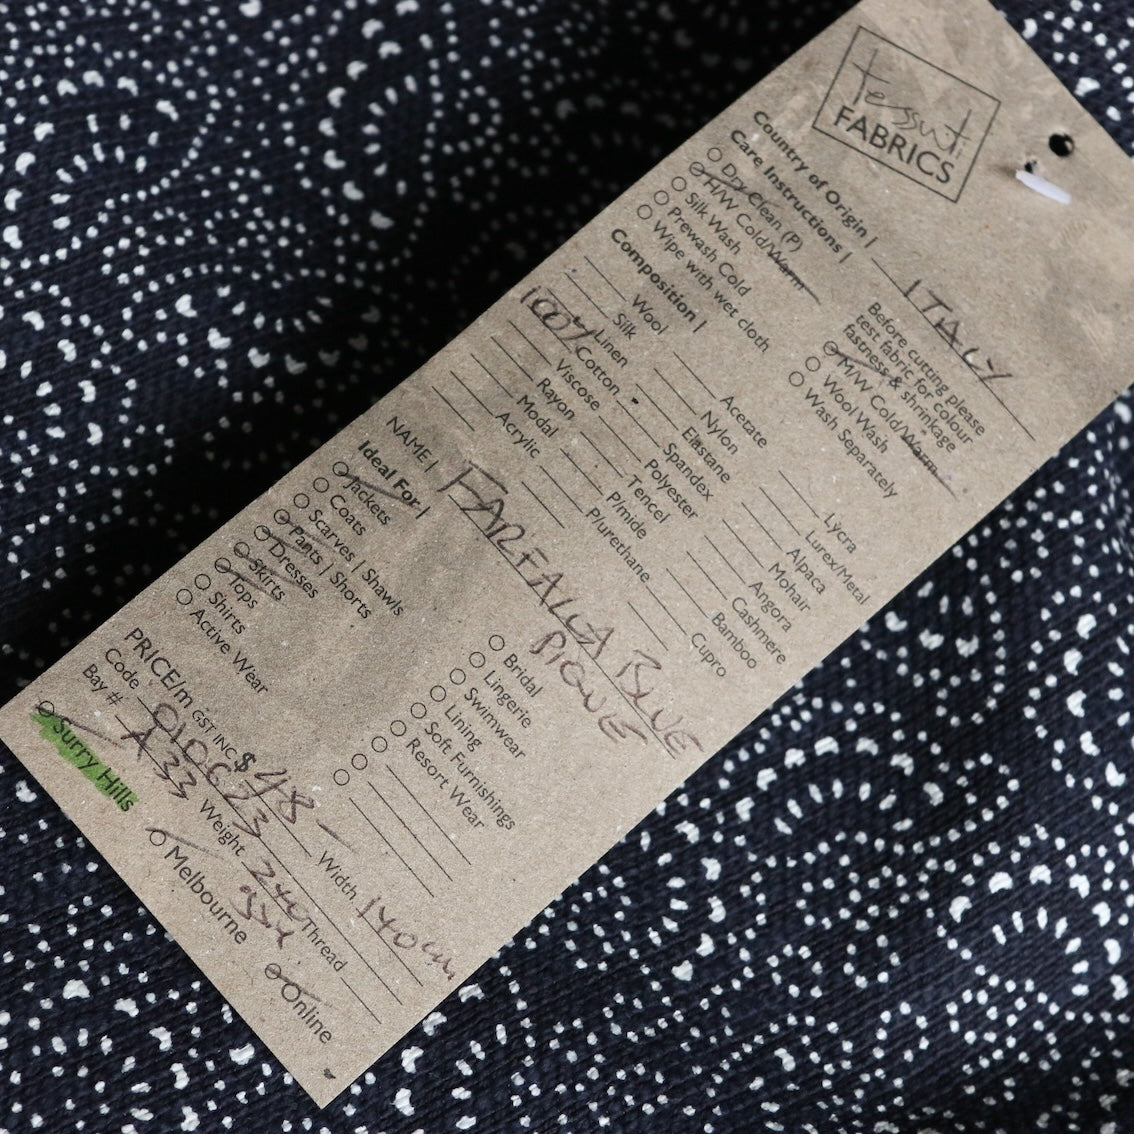 tessuti
FABRICS
Country of Origin | ITALY
Care Instructions |
Dry Clean (P)
H/W Cold/Warm
Silk Wash
Prewash Cold
Wipe with wet cloth
Before cutting please
test fabric for colour
fastness & shrinkage
M/W Cold/Warm
Wool Wash
Wash Separately
Composition |
Wool
Silk
Linen
100% Cotton
Viscose
Rayon
Modal
Acrylic
Acetate
Nylon
Elastane
Spandex
Polyester
Tencel
P/mide
P/urethane
Lycra
Lurex/Metal
Alpaca
Mohair
Angora
Cashmere
Bamboo
Cupro
NAME | FARFALLA BLUE
PIQUE
Ideal For |
Jackets
Coats
Scarves | Shawls
Pants | Shorts
Dresses
Skirts
Tops
Shirts
Active Wear
Bridal
Lingerie
Swimwear
Lining
Soft Furnishings
Resort Wear
PRICE/m GST INC $ 48 - Width 140cm
Code Weight 240 Thread
Bay # A33
Surry Hills
Melbourne
Online